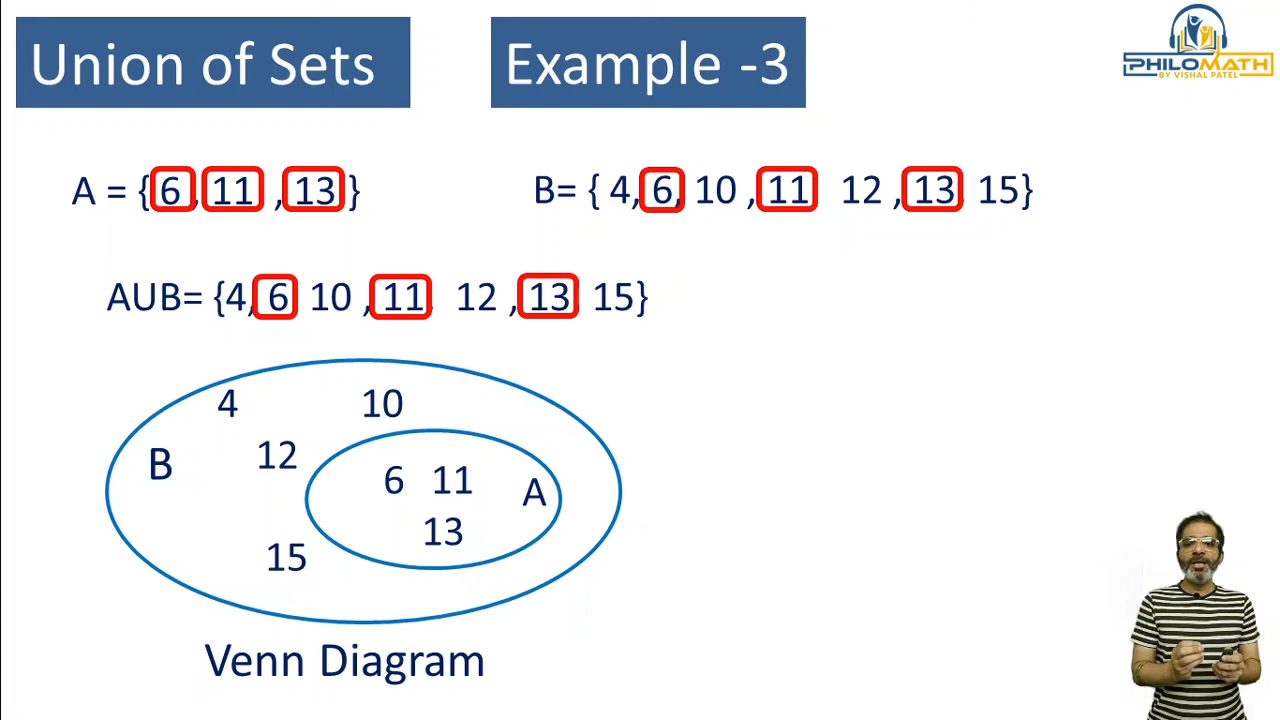 Union of Sets
Example -3
PHILOMATH
BY VISHAL PATEL
A = { 6 , 11 , 13 }
B= { 4, 6, 10 , 11 12 , 13 15}
AUB= {4, 6 10 , 11, 12 , 13 15}
4 10
B 12
6 11 A
13
15
Venn Diagram